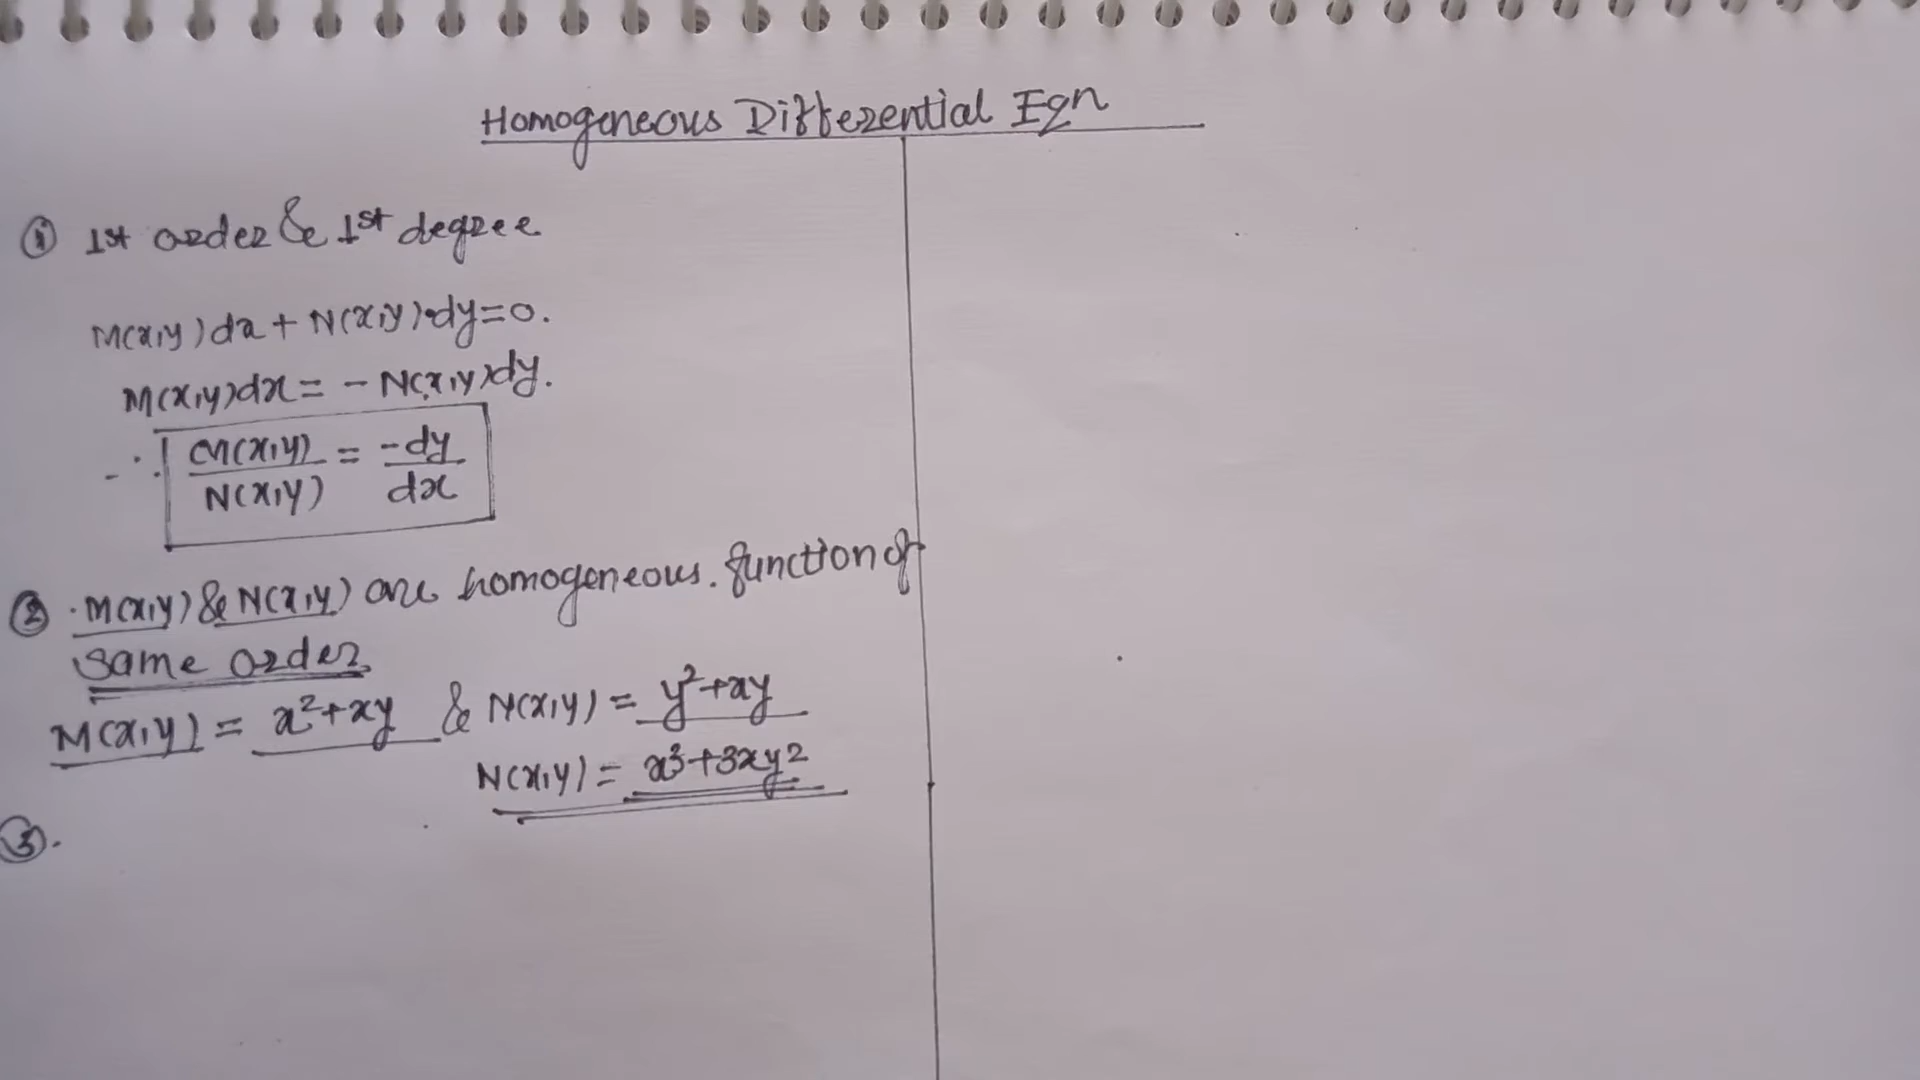 Homogeneous Differential Eqn
① 1st order & 1st degree
M(x,y)dx + N(x,y)·dy=0.
M(x,y)dx = - N(x,y)dy.
∴ M(x,y)/N(x,y) = -dy/dx
② M(x,y) & N(x,y) are homogeneous. function of
same order
M(x,y) = x²+xy & N(x,y) = y²+xy
N(x,y) = x³+3xy²
③.